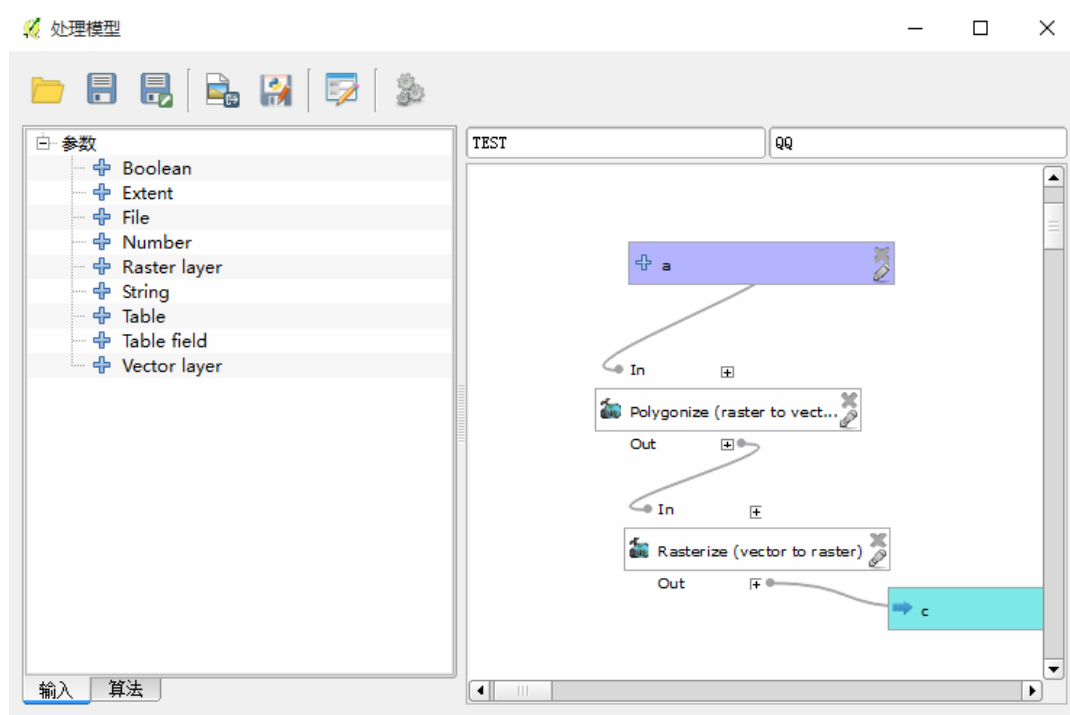 处理模型
参数
Boolean
Extent
File
Number
Raster layer
String
Table
Table field
Vector layer
输入 算法
TEST QQ
a
In
Polygonize (raster to vect...
Out
In
Rasterize (vector to raster)
Out
c